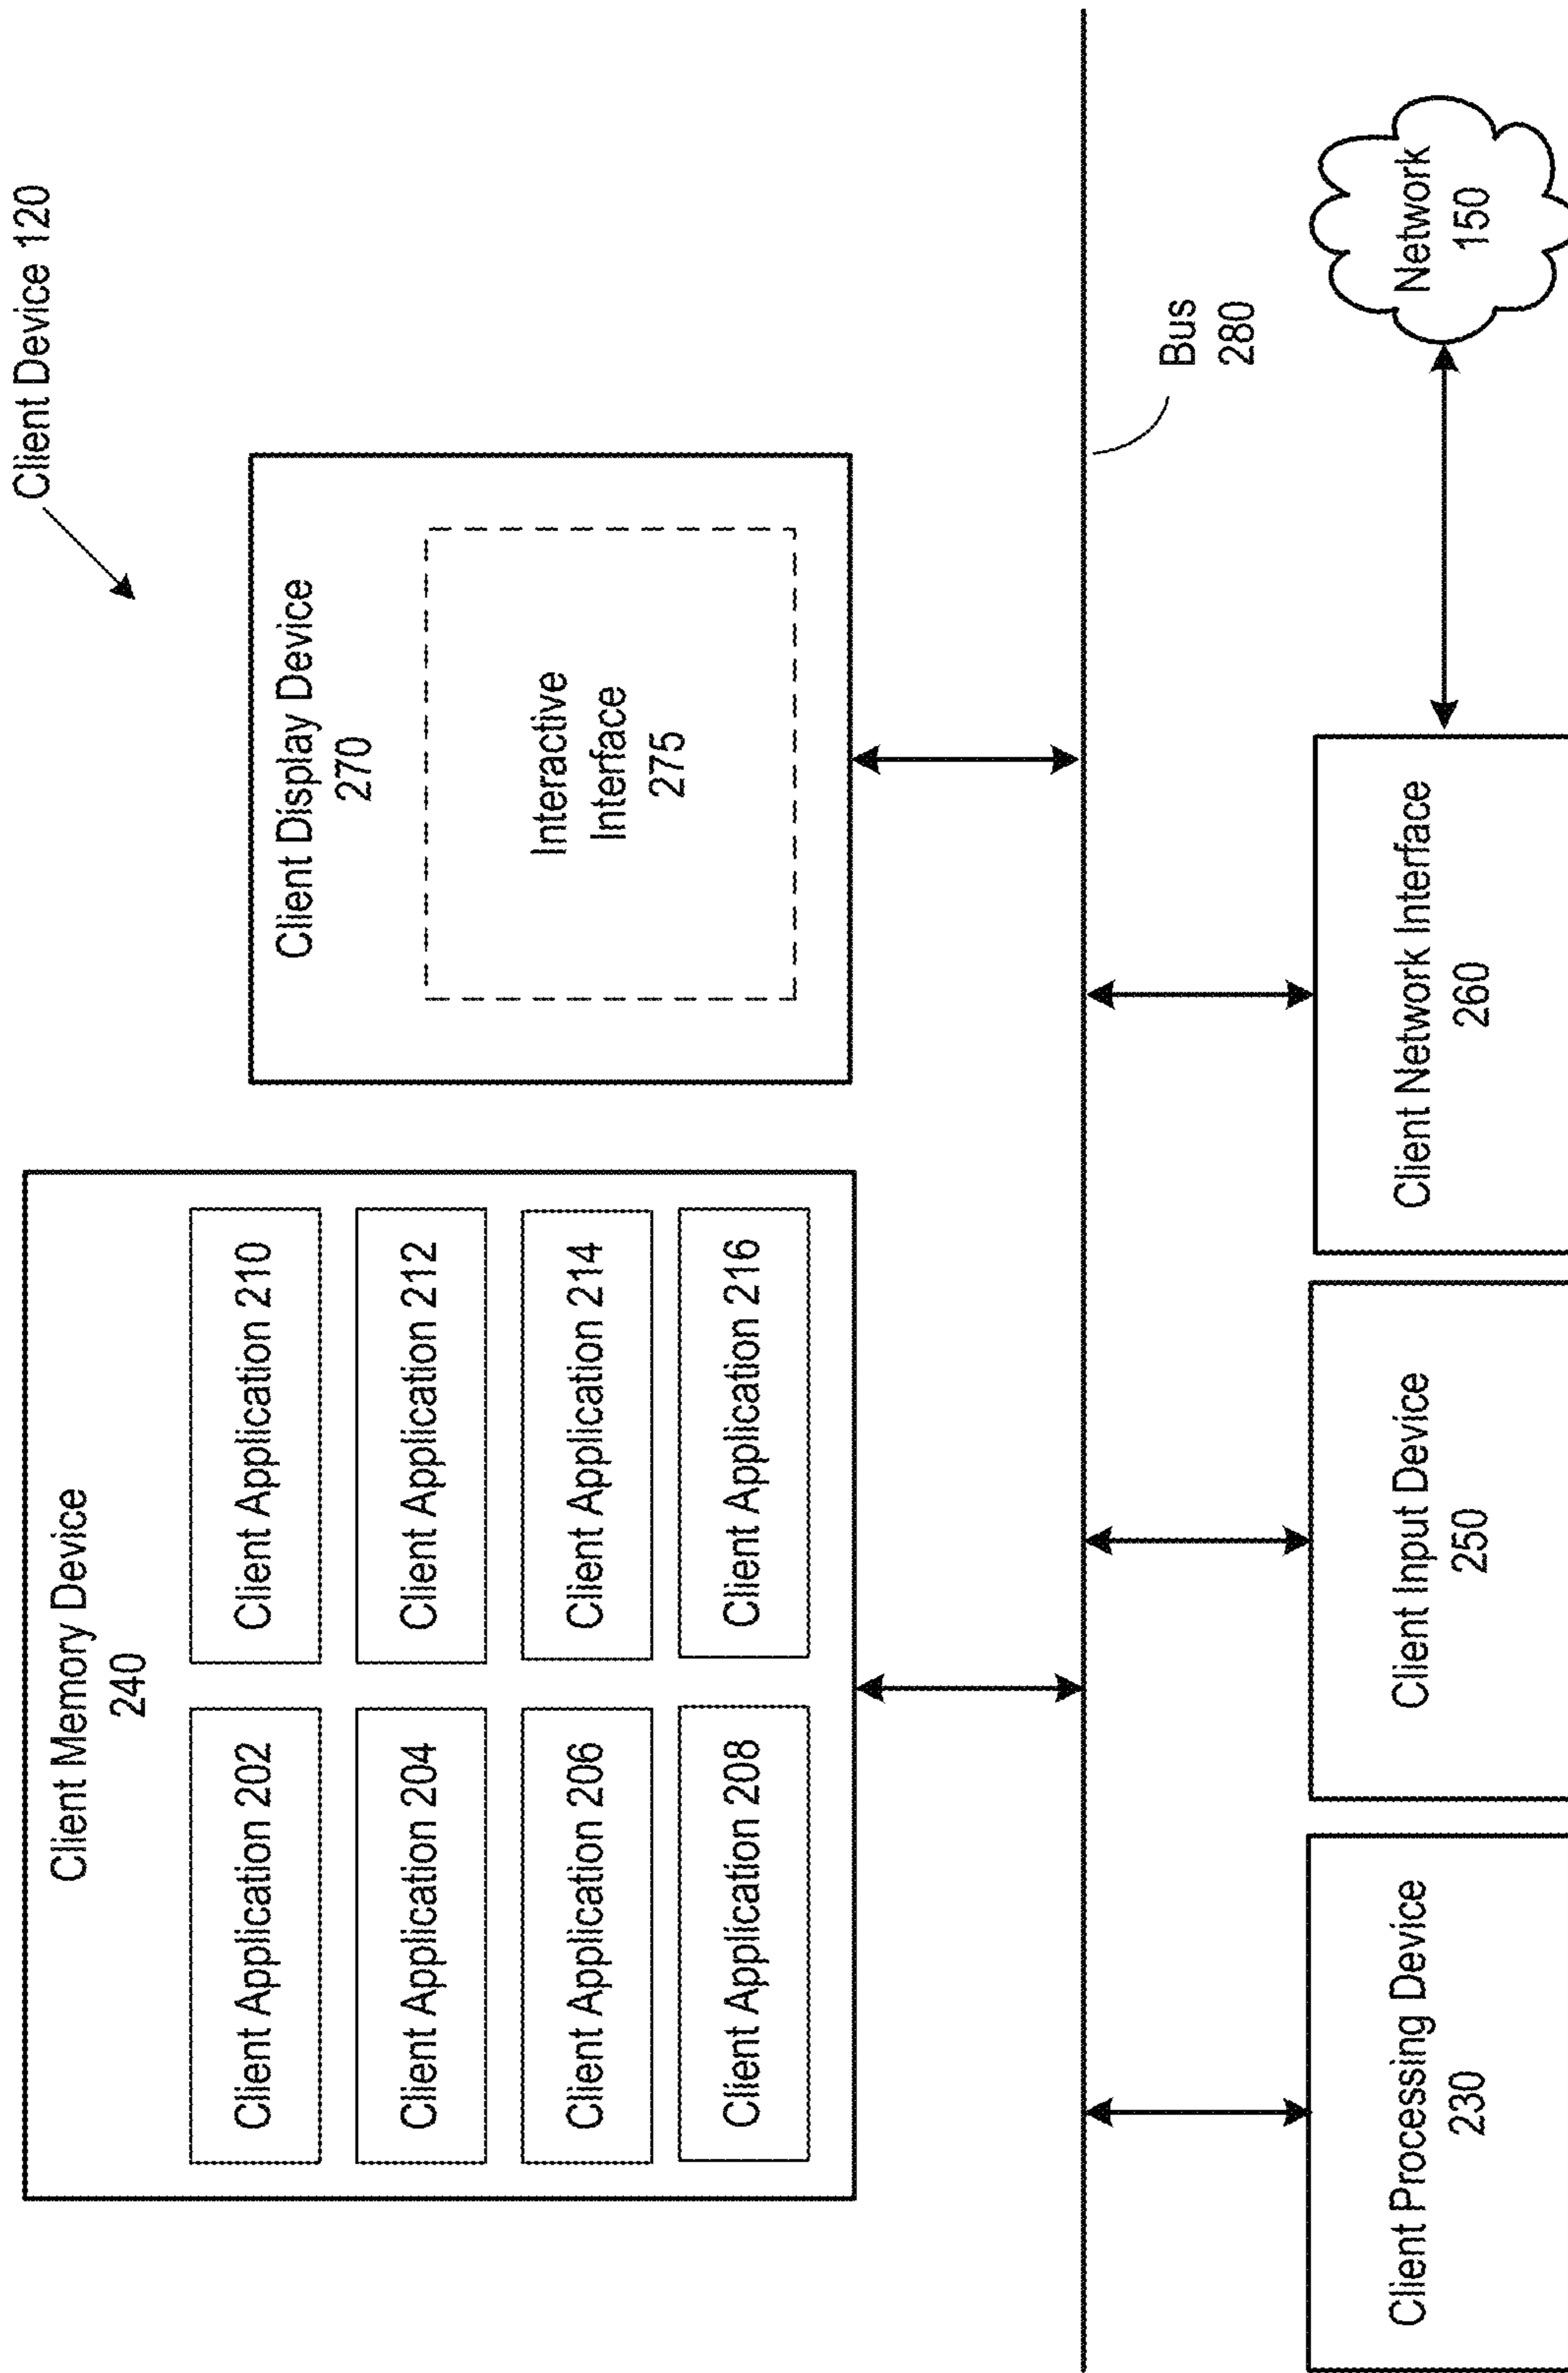 Client Device 120
Client Memory Device
240
Client Application 202
Client Application 210
Client Application 204
Client Application 212
Client Application 206
Client Application 214
Client Application 208
Client Application 216
Client Display Device
270
Interactive
Interface
275
Bus
280
Client Processing Device
230
Client Input Device
250
Client Network Interface
260
Network
150